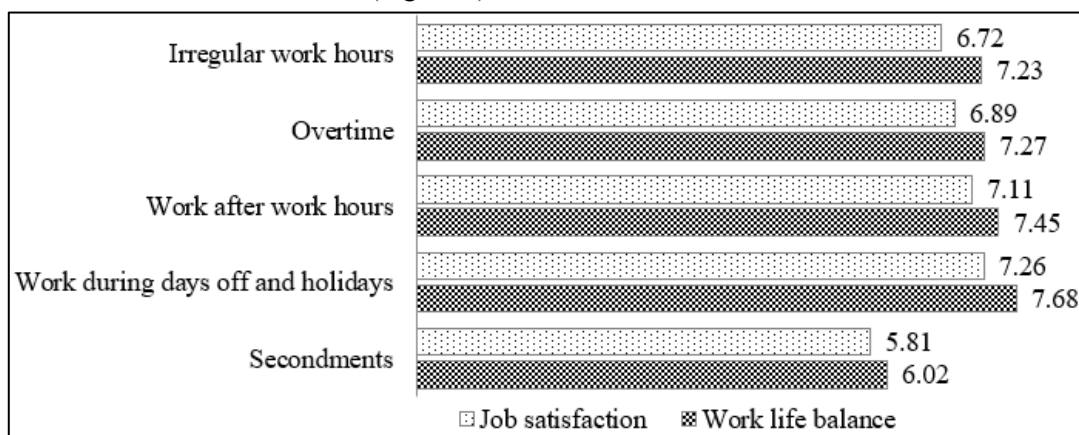 Irregular work hours
6.72
7.23
Overtime
6.89
7.27
Work after work hours
7.11
7.45
Work during days off and holidays
7.26
7.68
Secondments
5.81
6.02
Job satisfaction
Work life balance